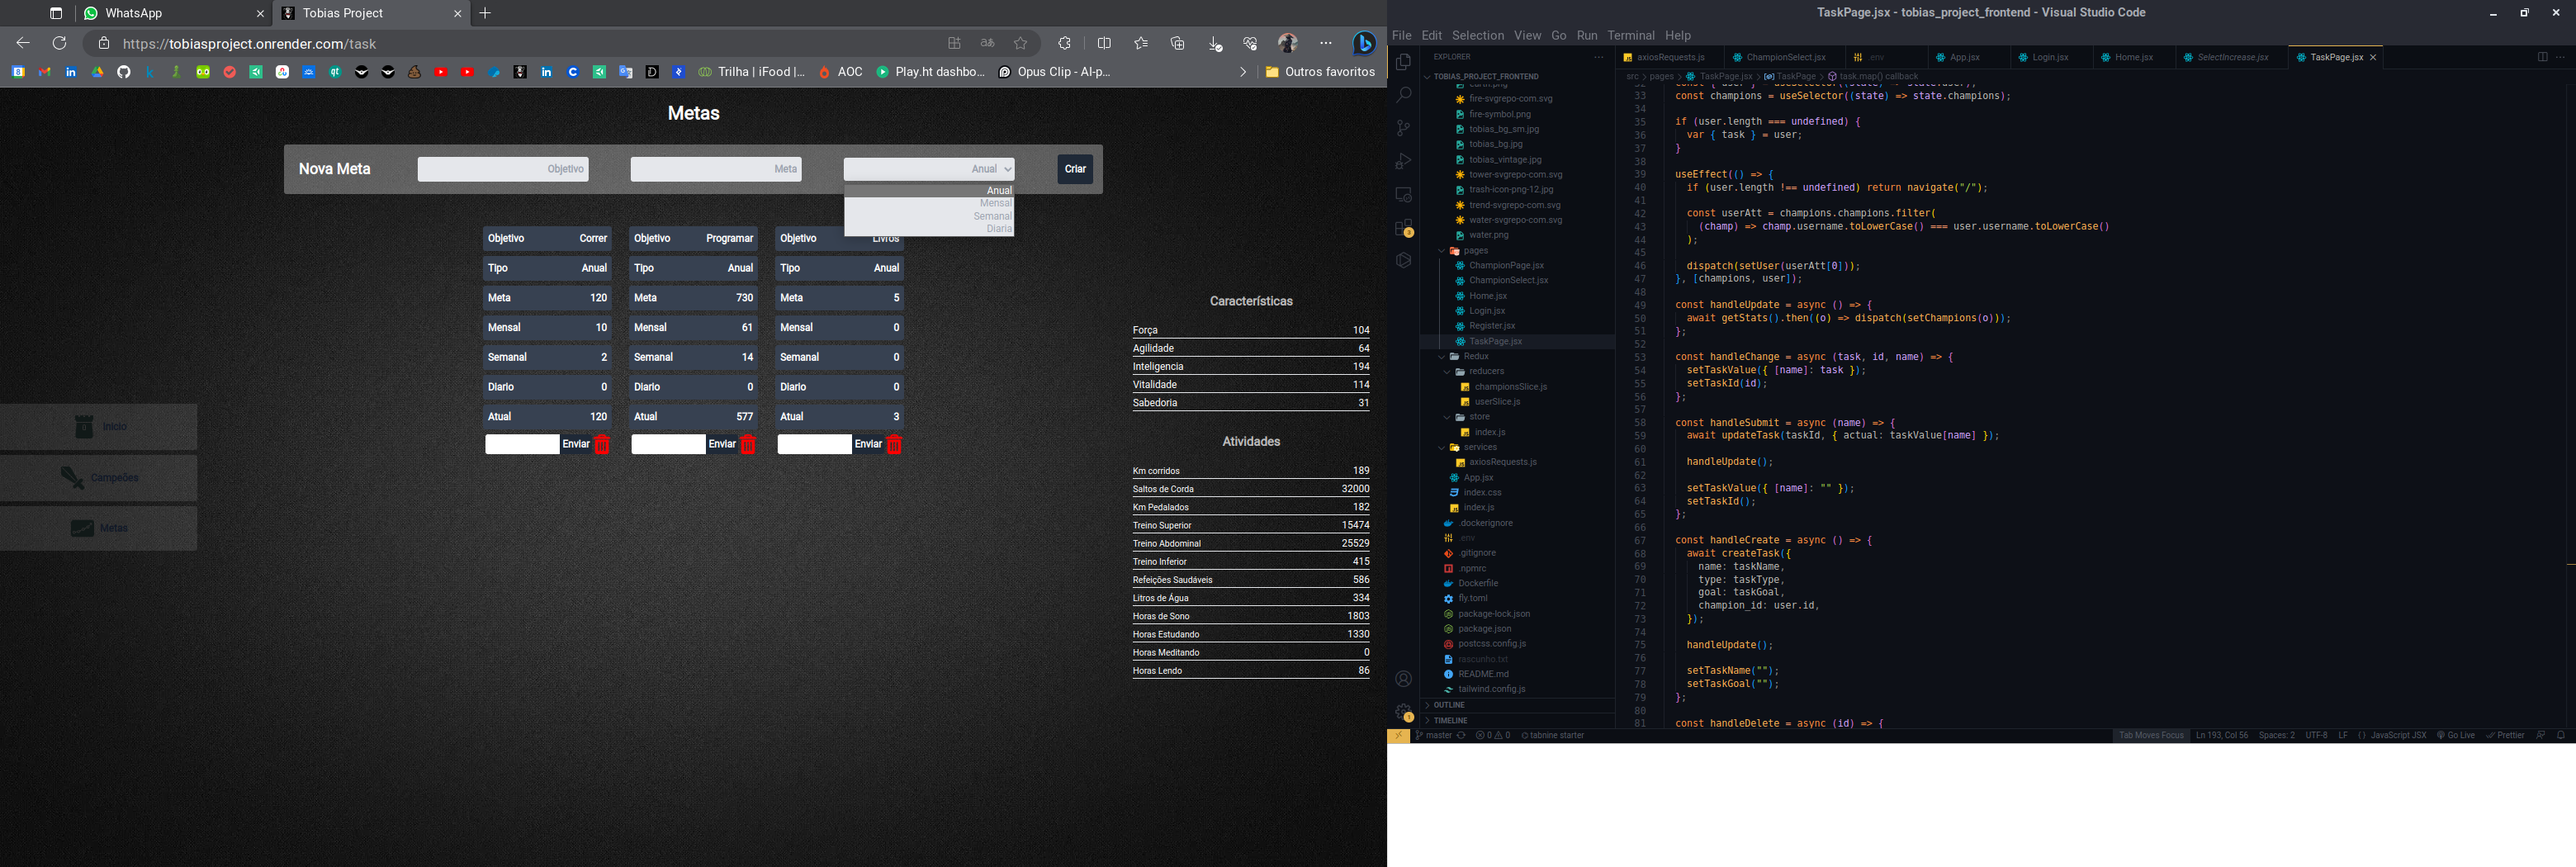 WhatsApp
Tobias Project
https://tobiasproject.onrender.com/task
Trilha | iFood |...
AOC
Play.ht dashbo...
Opus Clip - AI-p...
Outros favoritos
Metas
Nova Meta
Objetivo
Meta
Anual
Criar
Anual
Mensal
Semanal
Diaria
Objetivo Correr
Tipo Anual
Meta 120
Mensal 10
Semanal 2
Diario 0
Atual 120
Enviar
Objetivo Programar
Tipo Anual
Meta 730
Mensal 61
Semanal 14
Diario 0
Atual 577
Enviar
Objetivo Livros
Tipo Anual
Meta 5
Mensal 0
Semanal 0
Diario 0
Atual 3
Enviar
Inicio
Campeões
Metas
Características
Força 104
Agilidade 64
Inteligencia 194
Vitalidade 114
Sabedoria 31
Atividades
Km corridos 189
Saltos de Corda 32000
Km Pedalados 182
Treino Superior 15474
Treino Abdominal 25529
Treino Inferior 415
Refeições Saudáveis 586
Litros de Água 334
Horas de Sono 1803
Horas Estudando 1330
Horas Meditando 0
Horas Lendo 86
TaskPage.jsx - tobias_project_frontend - Visual Studio Code
File Edit Selection View Go Run Terminal Help
EXPLORER
TOBIAS_PROJECT_FRONTEND
fire-svgrepo-com.svg
fire-symbol.png
tobias_bg_sm.jpg
tobias_bg.jpg
tobias_vintage.jpg
tower-svgrepo-com.svg
trash-icon-png-12.jpg
trend-svgrepo-com.svg
water-svgrepo-com.svg
water.png
pages
ChampionPage.jsx
ChampionSelect.jsx
Home.jsx
Login.jsx
Register.jsx
TaskPage.jsx
Redux
reducers
championsSlice.js
userSlice.js
store
index.js
services
axiosRequests.js
App.jsx
index.css
index.js
.dockerignore
.env
.gitignore
.npmrc
Dockerfile
fly.toml
package-lock.json
package.json
postcss.config.js
rascunho.txt
README.md
tailwind.config.js
OUTLINE
TIMELINE
axiosRequests.js
ChampionSelect.jsx
.env
App.jsx
Login.jsx
Home.jsx
SelectIncrease.jsx
TaskPage.jsx
src > pages > TaskPage.jsx > TaskPage > task.map() callback
33 const champions = useSelector((state) => state.champions);
34
35 if (user.length === undefined) {
36 var { task } = user;
37 }
38
39 useEffect(() => {
40 if (user.length !== undefined) return navigate("/");
41
42 const userAtt = champions.champions.filter(
43 (champ) => champ.username.toLowerCase() === user.username.toLowerCase()
44 );
45
46 dispatch(setUser(userAtt[0]));
47 }, [champions, user]);
48
49 const handleUpdate = async () => {
50 await getStats().then((o) => dispatch(setChampions(o)));
51 };
52
53 const handleChange = async (task, id, name) => {
54 setTaskValue({ [name]: task });
55 setTaskId(id);
56 };
57
58 const handleSubmit = async (name) => {
59 await updateTask(taskId, { actual: taskValue[name] });
60
61 handleUpdate();
62
63 setTaskValue({ [name]: "" });
64 setTaskId();
65 };
66
67 const handleCreate = async () => {
68 await createTask({
69 name: taskName,
70 type: taskType,
71 goal: taskGoal,
72 champion_id: user.id,
73 });
74
75 handleUpdate();
76
77 setTaskName("");
78 setTaskGoal("");
79 };
80
81 const handleDelete = async (id) => {
master
0 0
tabnine starter
Tab Moves Focus
Ln 193, Col 56
Spaces: 2
UTF-8
LF
JavaScript JSX
Go Live
Prettier